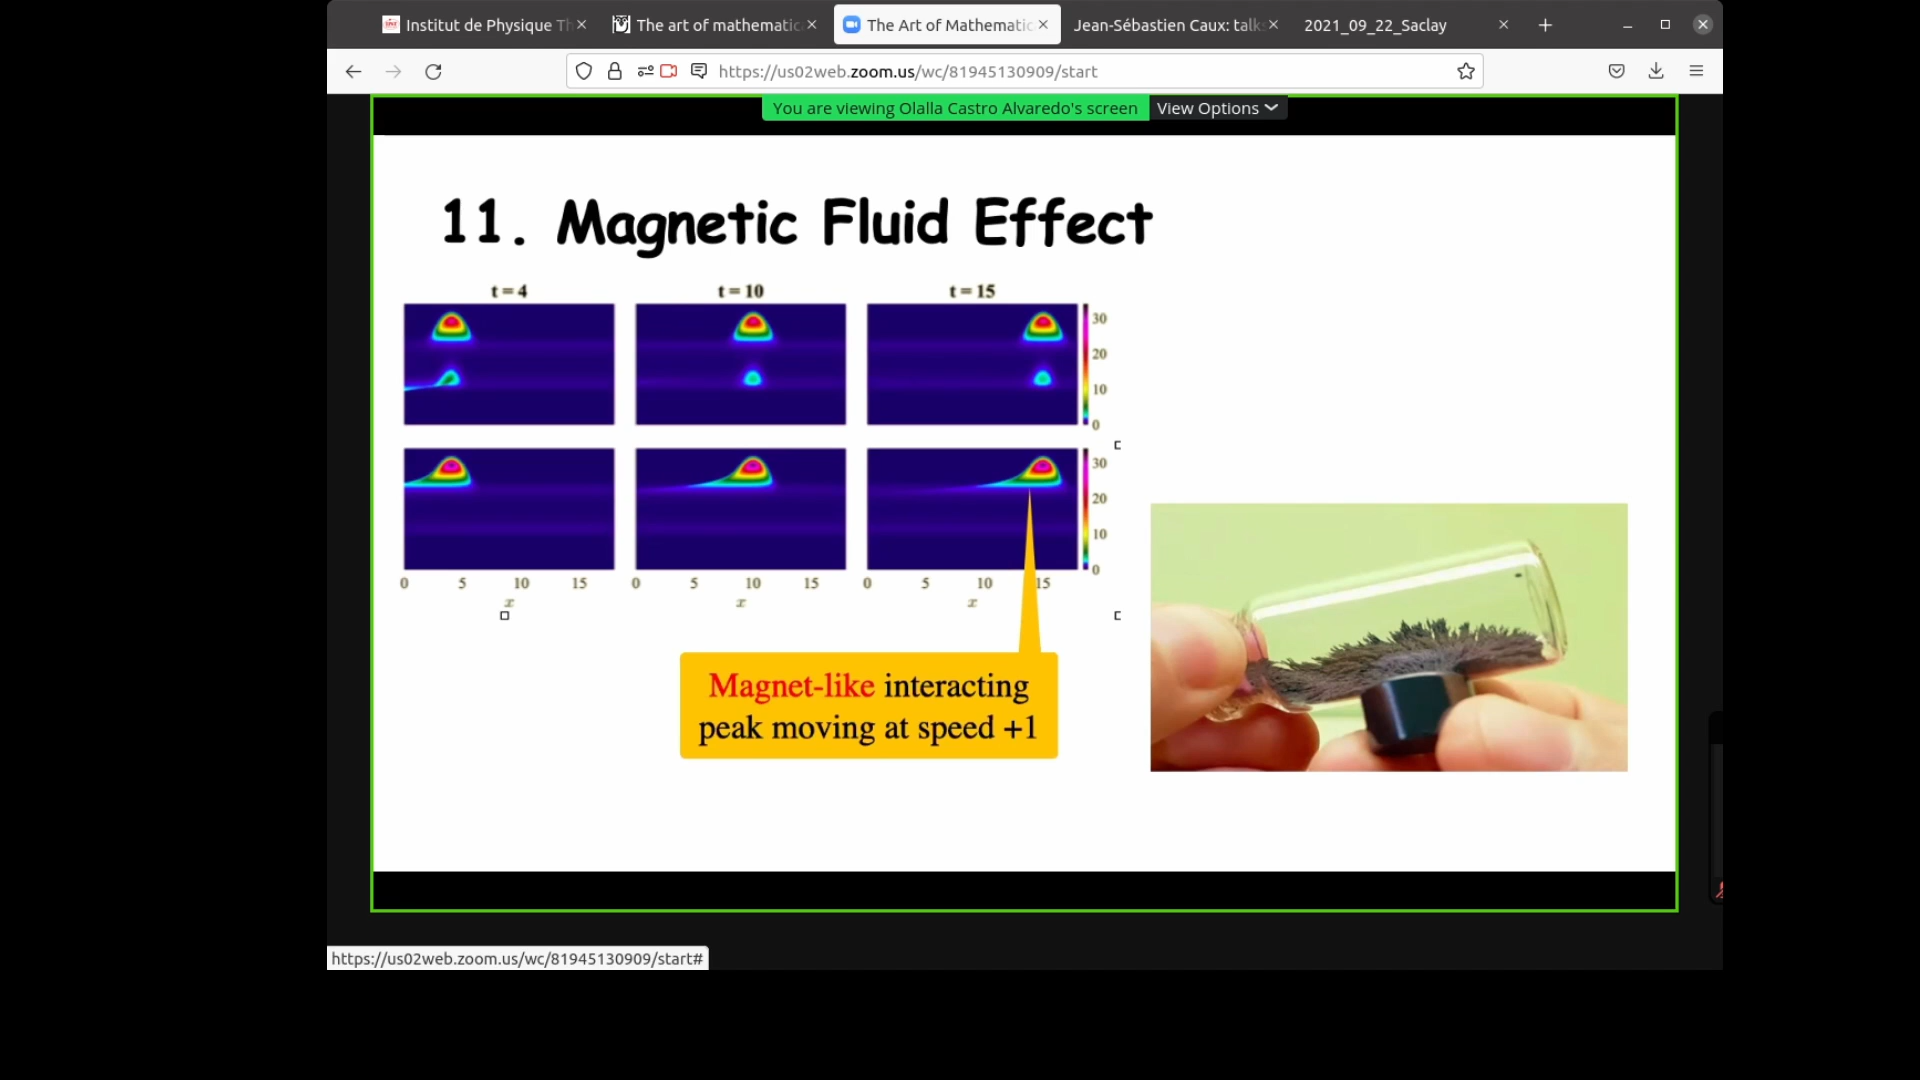 Institut de Physique Th
The art of mathematic
The Art of Mathematic
Jean-Sébastien Caux: talk
2021_09_22_Saclay
https://us02web.zoom.us/wc/81945130909/start
You are viewing Olalla Castro Alvaredo's screen
View Options
11. Magnetic Fluid Effect
t = 4
t = 10
t = 15
30
20
10
0
30
20
10
0
0 5 10 15
0 5 10 15
0 5 10 15
x
x
x
Magnet-like interacting
peak moving at speed +1
https://us02web.zoom.us/wc/81945130909/start#